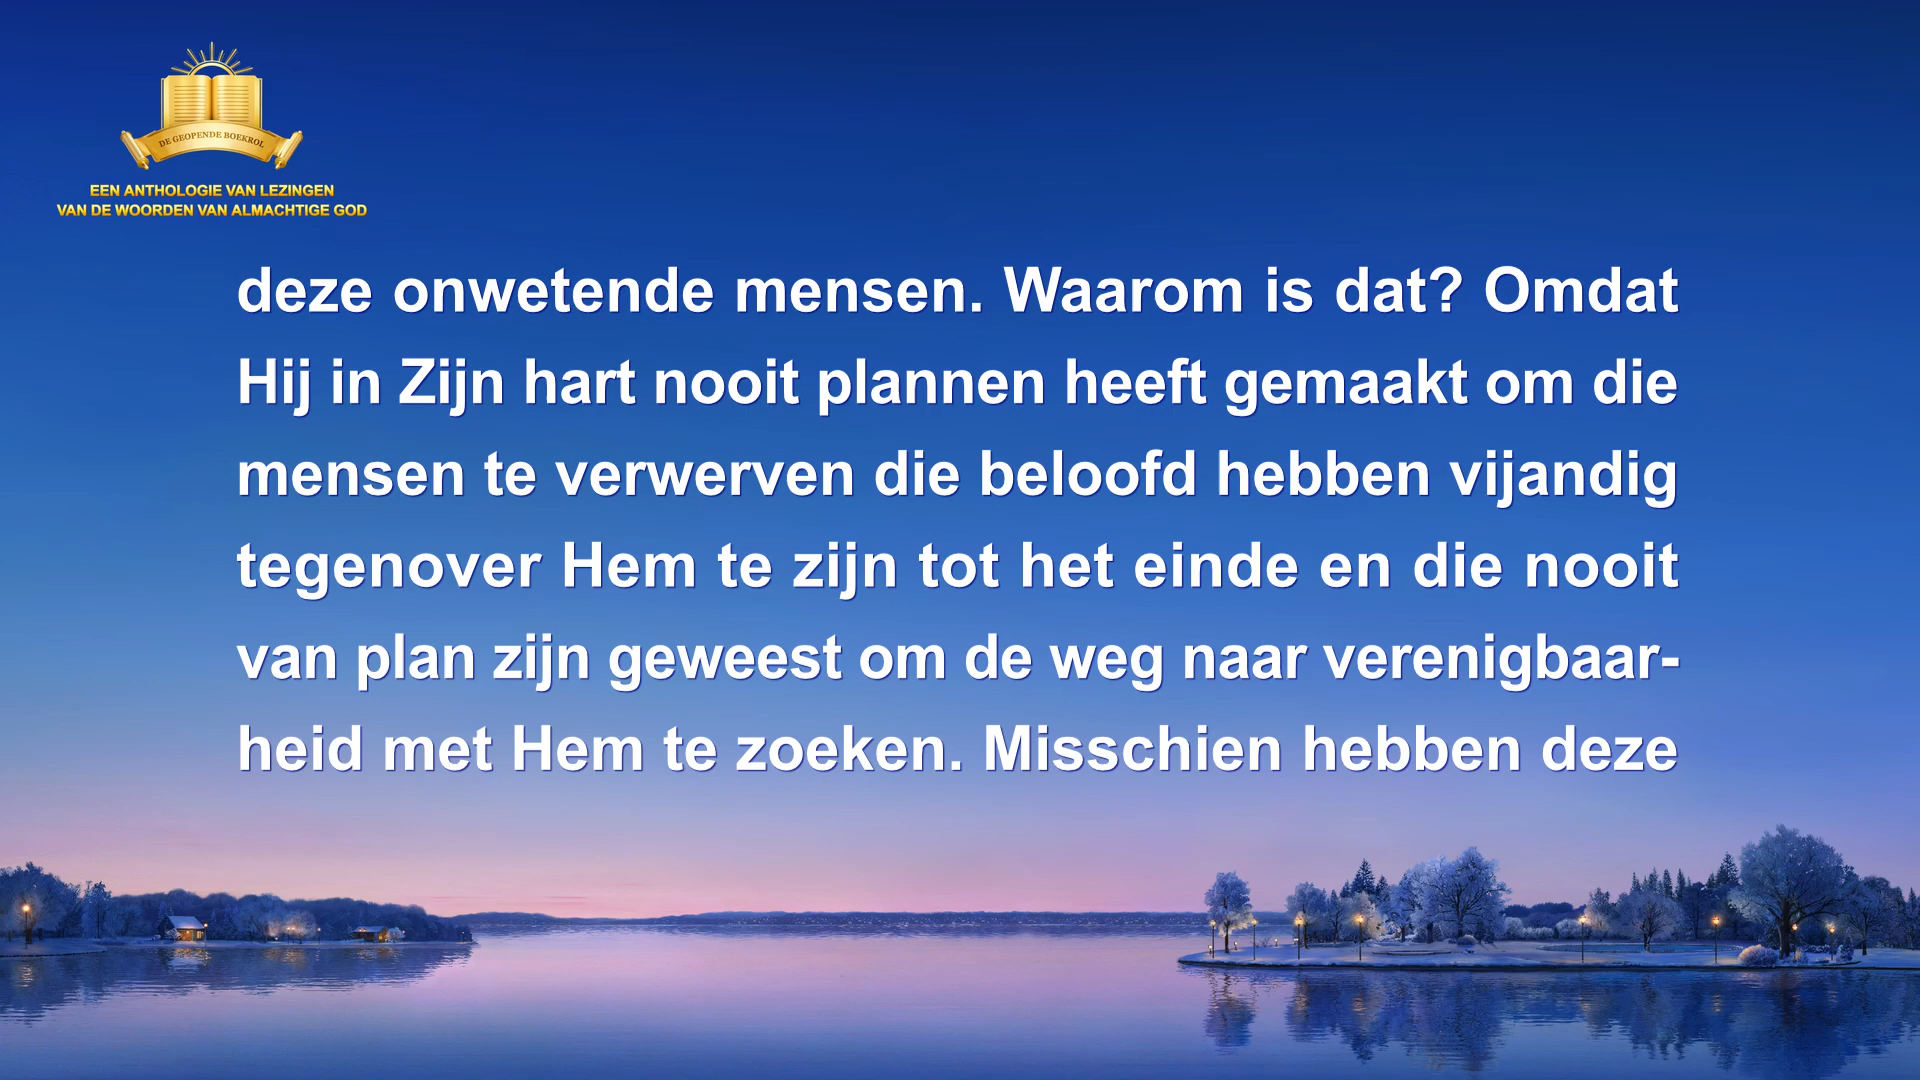 DE GEOPENDE BOEKROL
EEN ANTHOLOGIE VAN LEZINGEN
VAN DE WOORDEN VAN ALMACHTIGE GOD
deze onwetende mensen. Waarom is dat? Omdat
Hij in Zijn hart nooit plannen heeft gemaakt om die
mensen te verwerven die beloofd hebben vijandig
tegenover Hem te zijn tot het einde en die nooit
van plan zijn geweest om de weg naar verenigbaar-
heid met Hem te zoeken. Misschien hebben deze